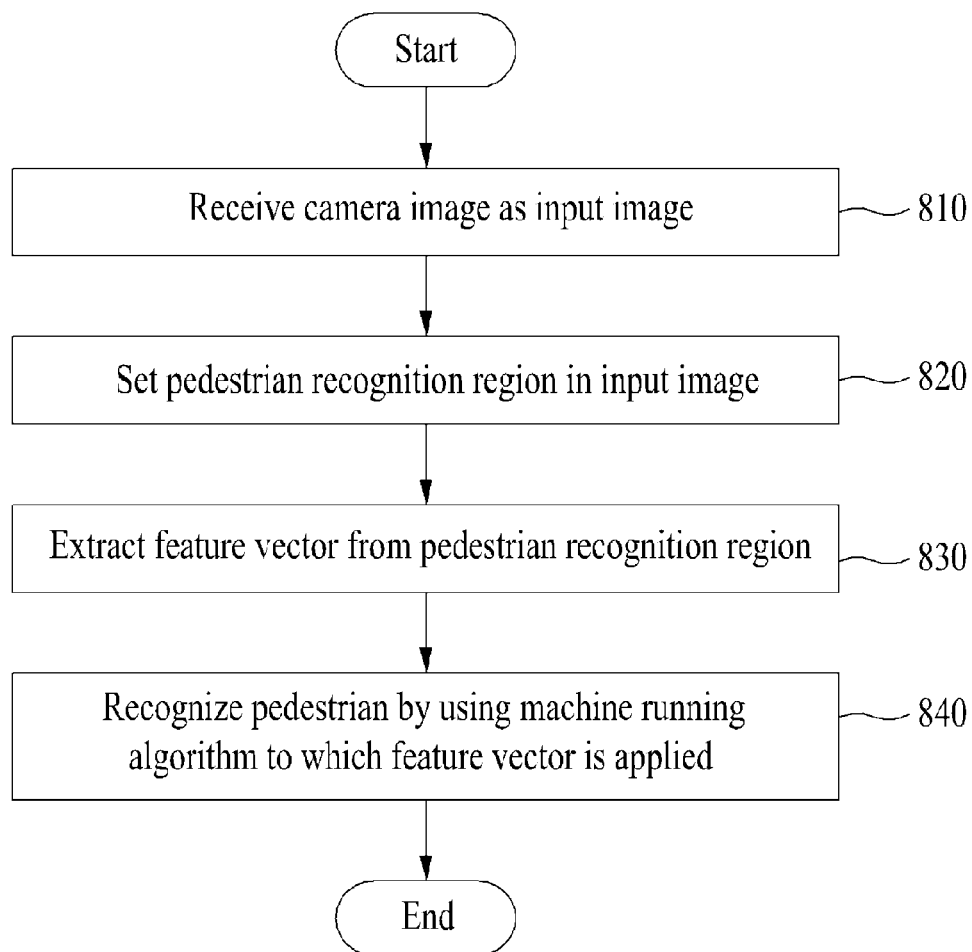 Start
Receive camera image as input image
810
Set pedestrian recognition region in input image
820
Extract feature vector from pedestrian recognition region
830
Recognize pedestrian by using machine running
algorithm to which feature vector is applied
840
End